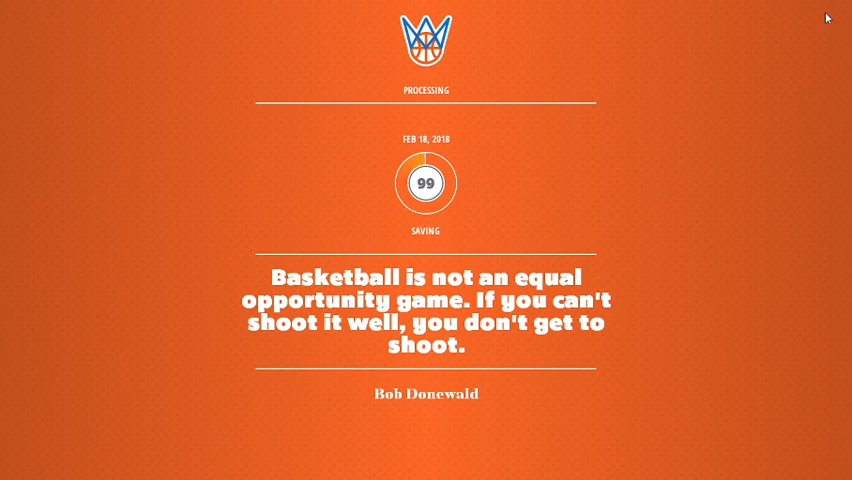 PROCESSING
FEB 18, 2018
99
SAVING
Basketball is not an equal
opportunity game. If you can't
shoot it well, you don't get to
shoot.
Bob Donewald